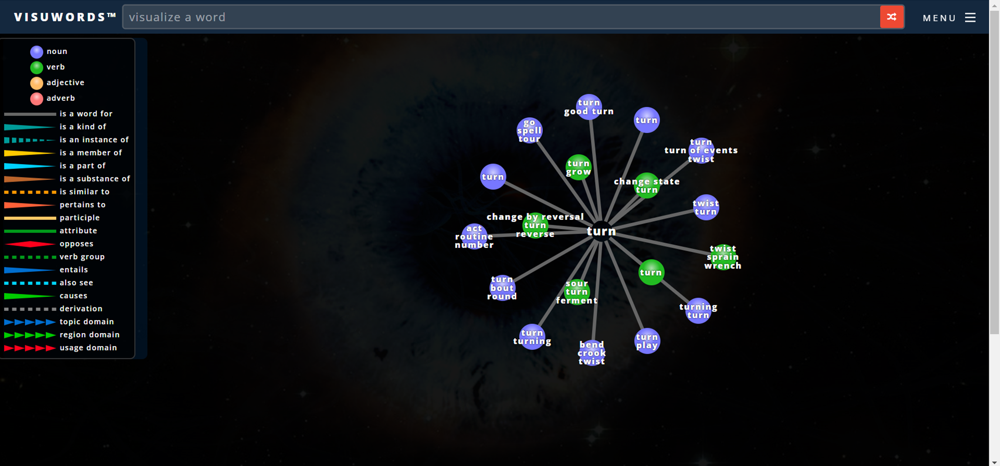 VISUWORDS™
visualize a word
MENU
noun
verb
adjective
adverb
is a word for
is a kind of
is an instance of
is a member of
is a part of
is a substance of
is similar to
pertains to
participle
attribute
opposes
verb group
entails
also see
causes
derivation
topic domain
region domain
usage domain
turn
good turn
turn
go
spell
tour
turn
turn of events
twist
turn
grow
turn
change state
turn
twist
turn
change by reversal
turn
reverse
act
routine
number
turn
twist
sprain
wrench
turn
turn
bout
round
sour
turn
ferment
turning
turn
turn
turning
turn
play
bend
crook
twist